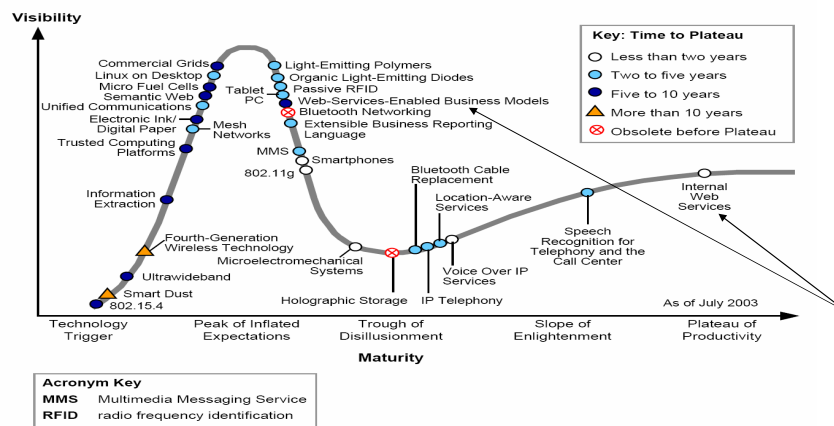 Visibility
Key: Time to Plateau
Less than two years
Two to five years
Five to 10 years
More than 10 years
Obsolete before Plateau
Commercial Grids
Linux on Desktop
Micro Fuel Cells
Semantic Web
Unified Communications
Electronic Ink/
Digital Paper
Mesh
Networks
Trusted Computing
Platforms
Information
Extraction
Fourth-Generation
Wireless Technology
Ultrawideband
Smart Dust
802.15.4
Light-Emitting Polymers
Organic Light-Emitting Diodes
Passive RFID
Tablet
PC
Web-Services-Enabled Business Models
Bluetooth Networking
Extensible Business Reporting
Language
MMS
Smartphones
802.11g
Microelectromechanical
Systems
Holographic Storage
Bluetooth Cable
Replacement
Location-Aware
Services
IP Telephony
Voice Over IP
Services
Speech
Recognition for
Telephony and the
Call Center
Internal
Web
Services
As of July 2003
Technology
Trigger
Peak of Inflated
Expectations
Trough of
Disillusionment
Slope of
Enlightenment
Plateau of
Productivity
Maturity
Acronym Key
MMS Multimedia Messaging Service
RFID radio frequency identification